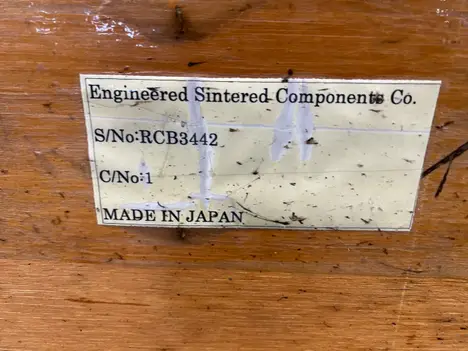 Engineered Sintered Components Co.
S/No:RCB3442
C/No:1
MADE IN JAPAN